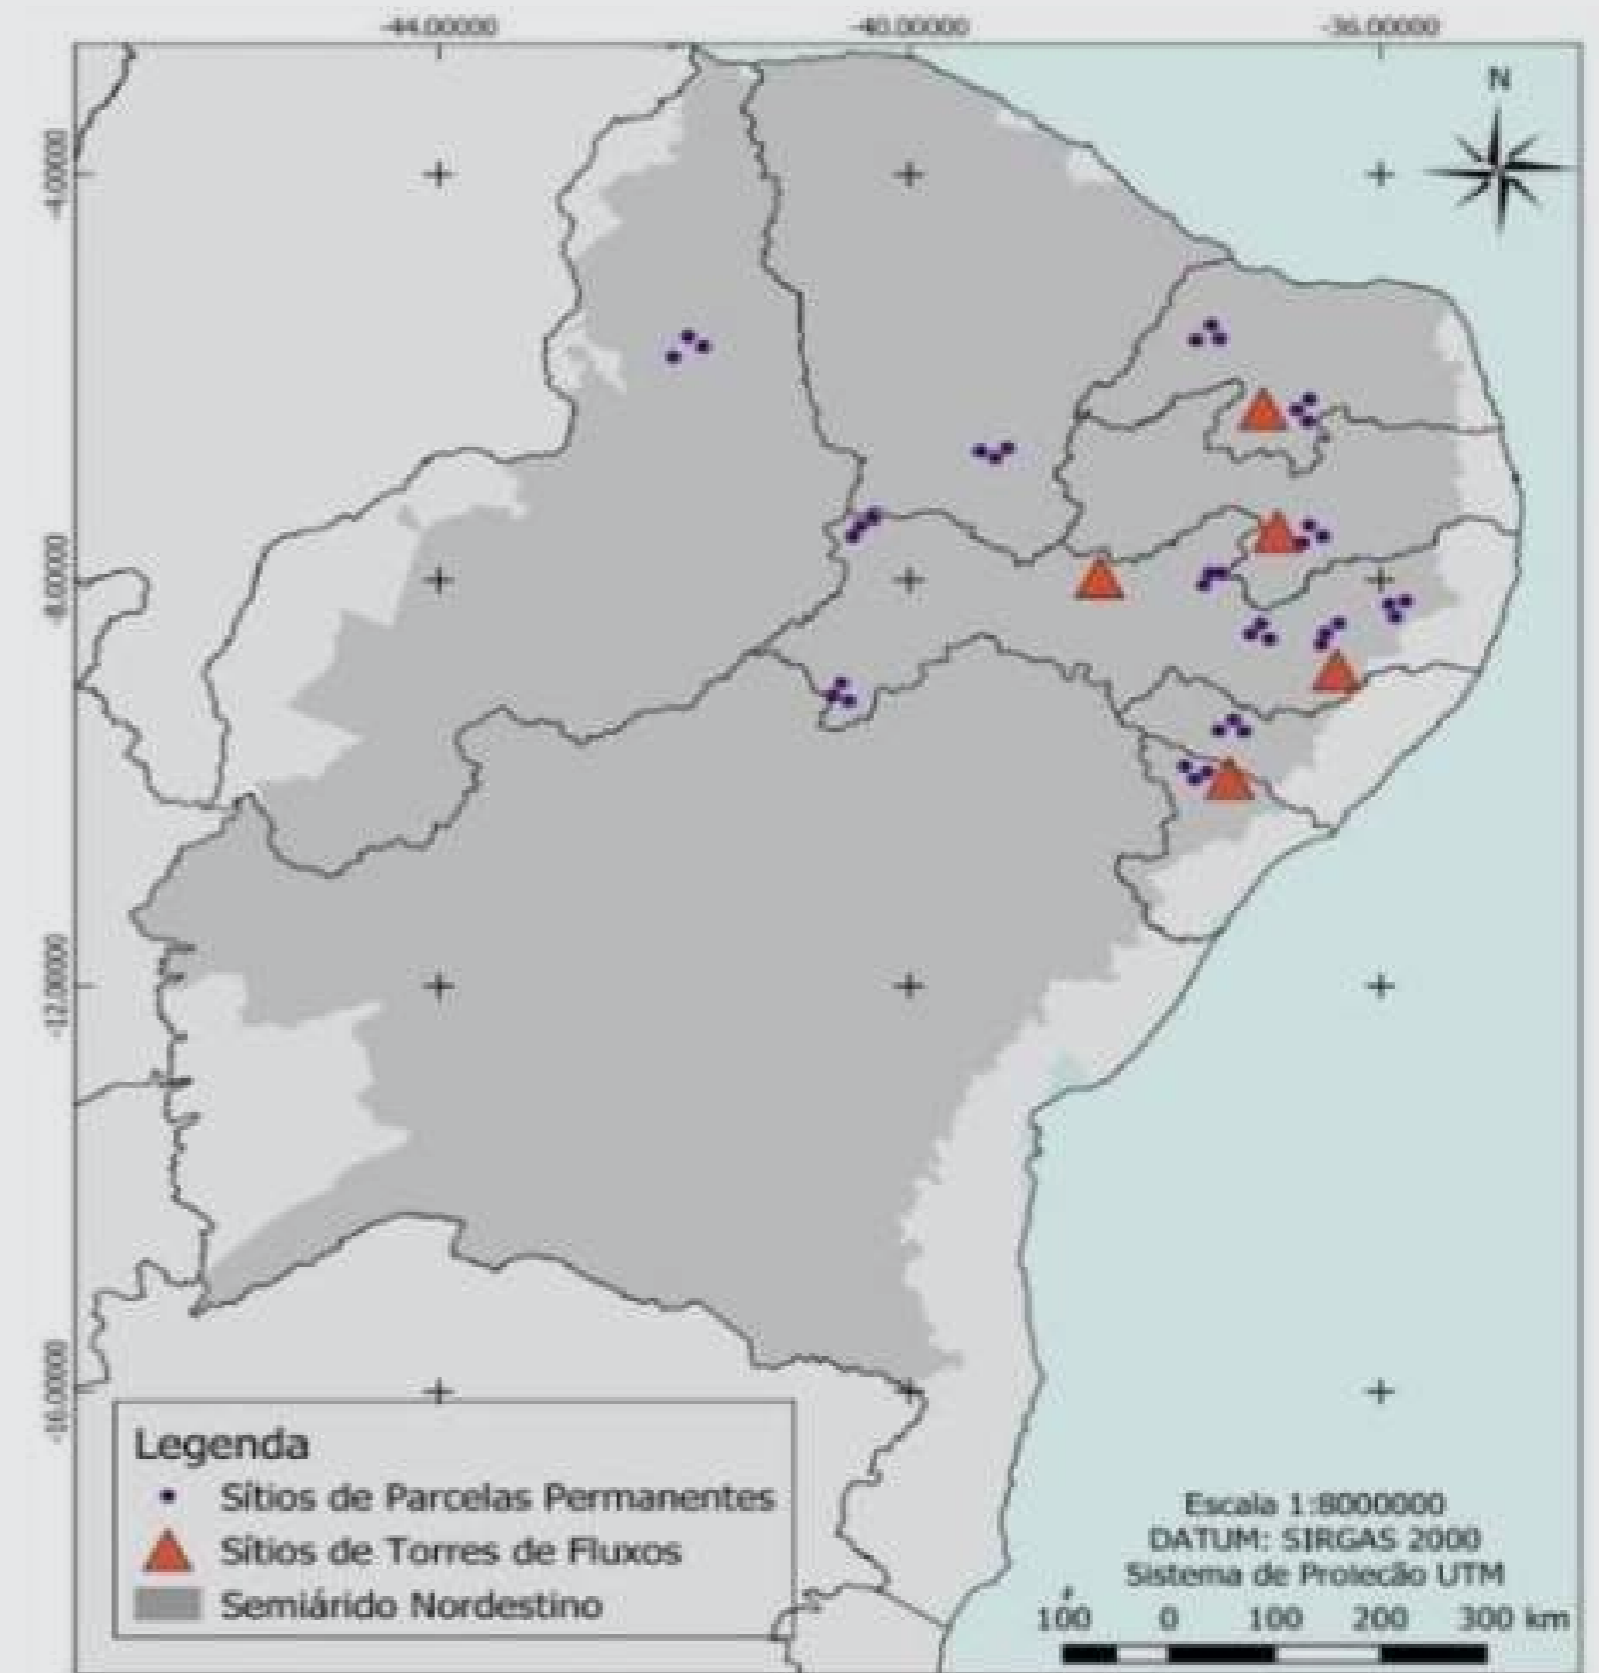 -44.00000 -40.00000 -36.00000
N
-4.00000
-8.00000
-12.00000
-16.00000
Legenda
Sítios de Parcelas Permanentes
Sítios de Torres de Fluxos
Semiárido Nordestino
Escala 1:8000000
DATUM: SIRGAS 2000
Sistema de Projecão UTM
100 0 100 200 300 km